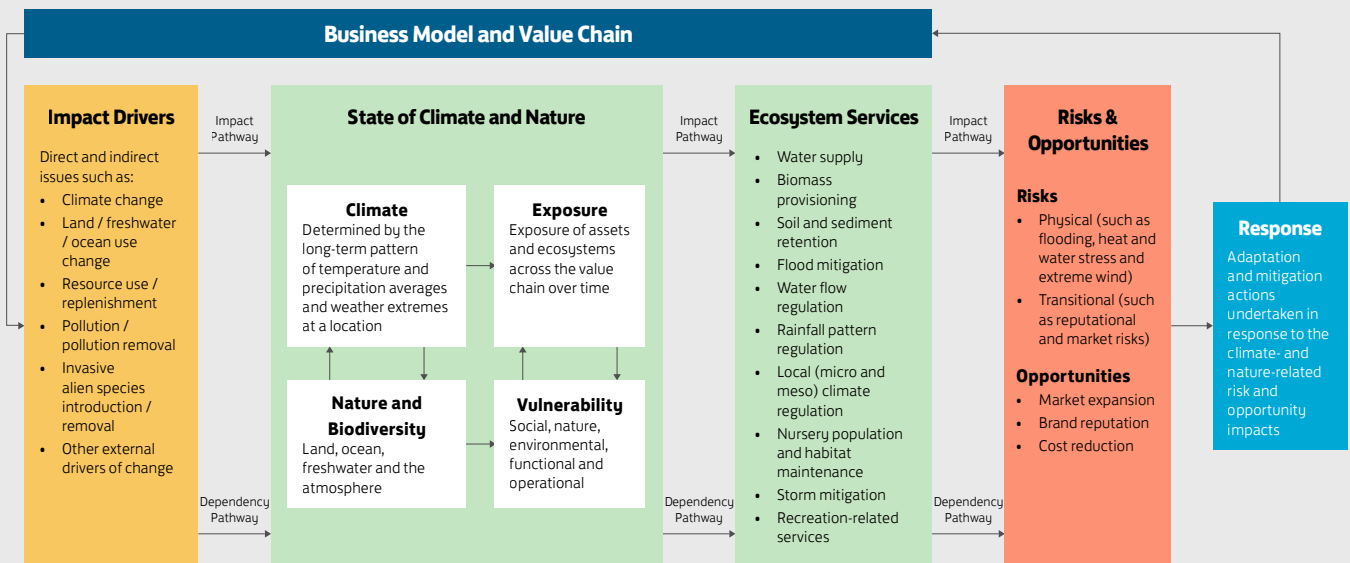 Business Model and Value Chain
Impact Drivers
Direct and indirect
issues such as:
• Climate change
• Land / freshwater
/ ocean use
change
• Resource use /
replenishment
• Pollution /
pollution removal
• Invasive
alien species
introduction /
removal
• Other external
drivers of change
Impact
Pathway
Dependency
Pathway
State of Climate and Nature
Climate
Determined by the
long-term pattern
of temperature and
precipitation averages
and weather extremes
at a location
Exposure
Exposure of assets
and ecosystems
across the value
chain over time
Nature and
Biodiversity
Land, ocean,
freshwater and the
atmosphere
Vulnerability
Social, nature,
environmental,
functional and
operational
Impact
Pathway
Dependency
Pathway
Ecosystem Services
• Water supply
• Biomass
provisioning
• Soil and sediment
retention
• Flood mitigation
• Water flow
regulation
• Rainfall pattern
regulation
• Local (micro and
meso) climate
regulation
• Nursery population
and habitat
maintenance
• Storm mitigation
• Recreation-related
services
Impact
Pathway
Dependency
Pathway
Risks &
Opportunities
Risks
• Physical (such as
flooding, heat and
water stress and
extreme wind)
• Transitional (such
as reputational
and market risks)
Opportunities
• Market expansion
• Brand reputation
• Cost reduction
Response
Adaptation
and mitigation
actions
undertaken in
response to the
climate- and
nature-related
risk and
opportunity
impacts